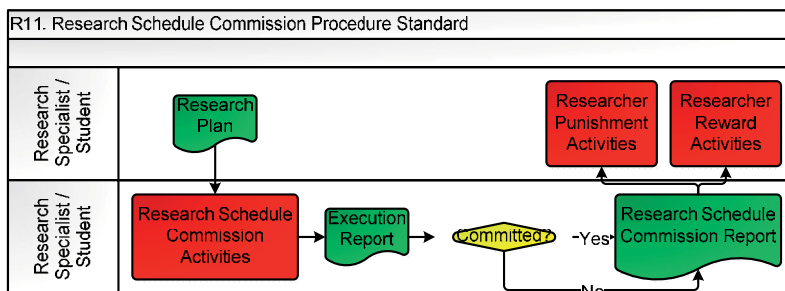 R11. Research Schedule Commission Procedure Standard
Research
Specialist /
Student
Research
Plan
Researcher
Punishment
Activities
Researcher
Reward
Activities
Research
Specialist /
Student
Research Schedule
Commission
Activities
Execution
Report
Committed?
Yes
Research Schedule
Commission Report
No